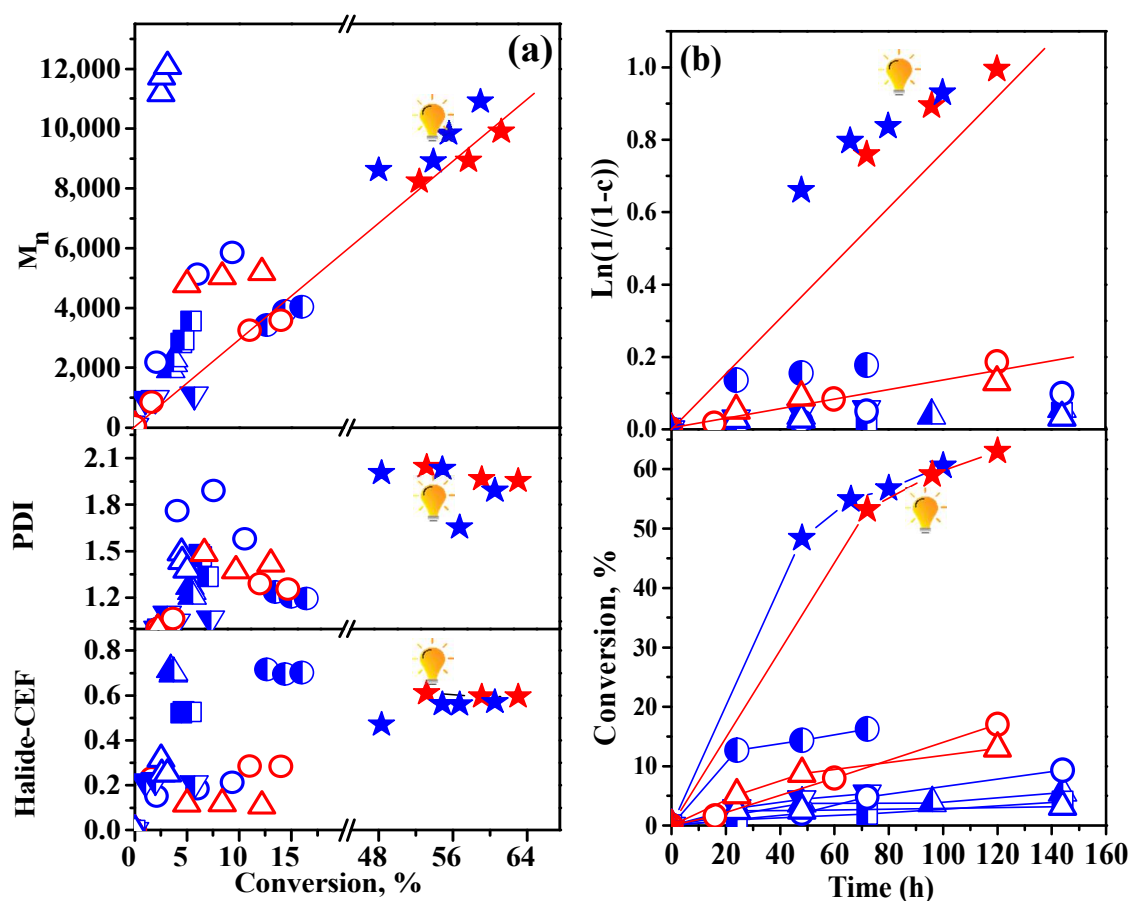 (a)
12,000
10,000
8,000
6,000
4,000
2,000
0
Mn
2.1
1.8
1.5
1.2
PDI
0.8
0.6
0.4
0.2
0.0
Halide-CEF
0 5 10 15 48 56 64
Conversion, %
(b)
1.0
0.8
0.6
0.4
0.2
0.0
Ln(1/(1-c))
60
50
40
30
20
10
0
Conversion, %
0 20 40 60 80 100 120 140 160
Time (h)